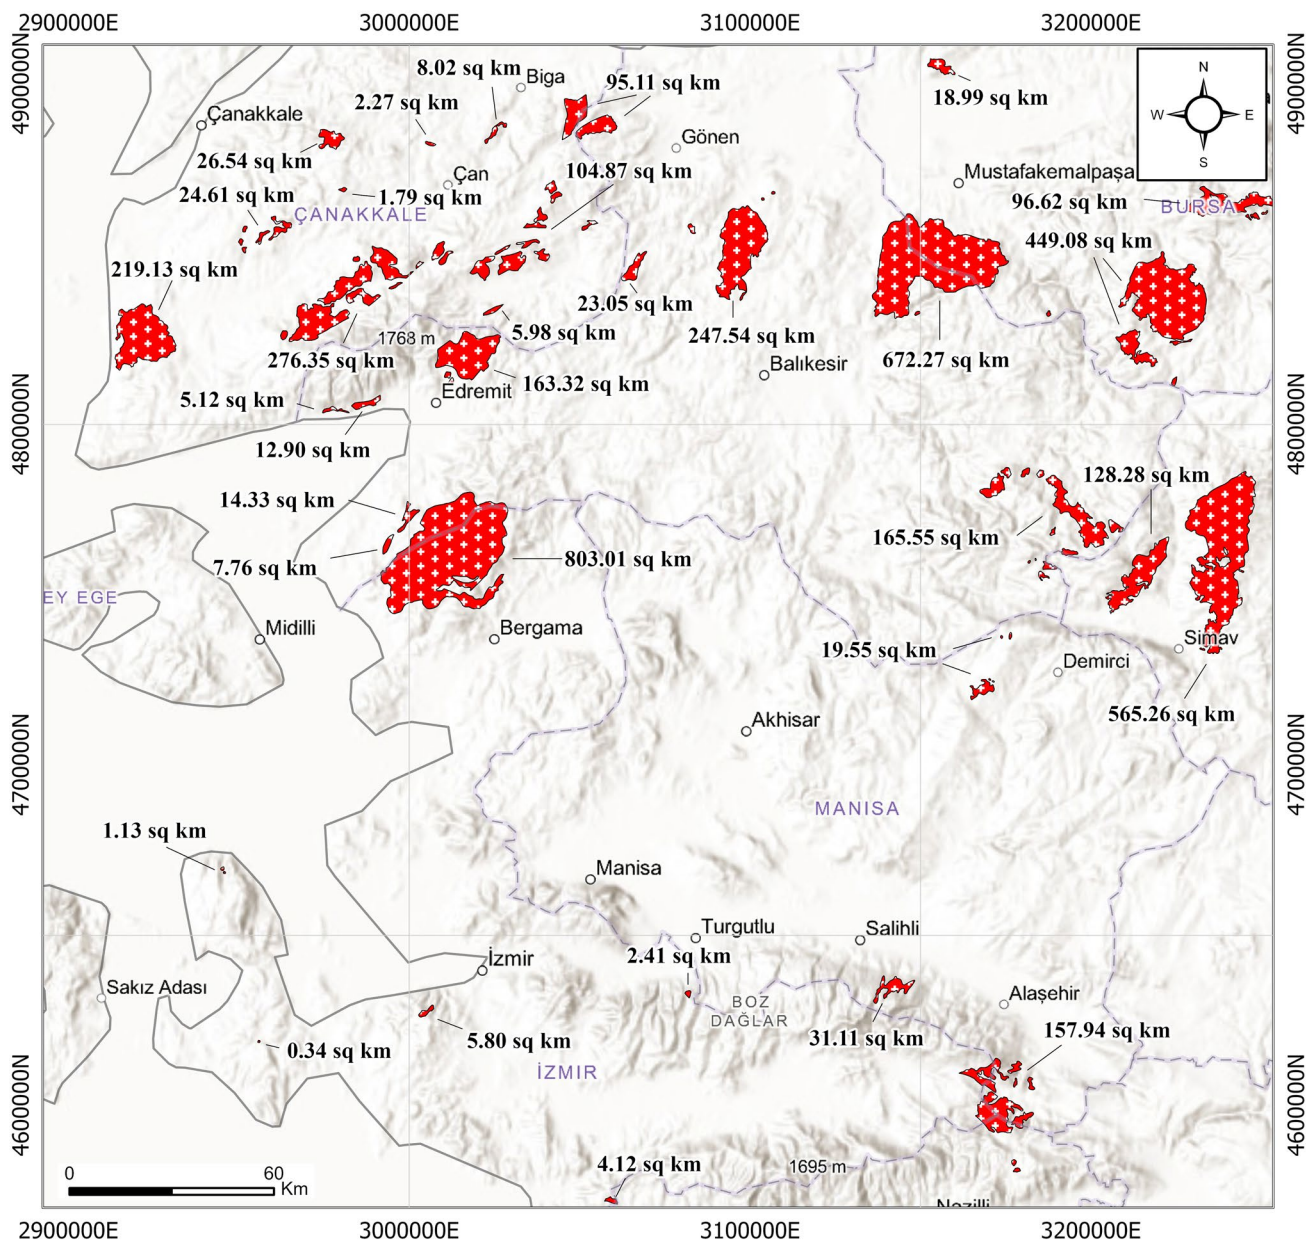 2900000E 3000000E 3100000E 3200000E
4900000N
4900000N
N
W E
S
8.02 sq km
Biga
95.11 sq km
2.27 sq km
18.99 sq km
Çanakkale
Gönen
26.54 sq km
Çan
104.87 sq km
Mustafakemalpaşa
24.61 sq km
1.79 sq km
96.62 sq km
BURSA
ÇANAKKALE
449.08 sq km
219.13 sq km
23.05 sq km
5.98 sq km
247.54 sq km
1768 m
276.35 sq km
672.27 sq km
Balıkesir
163.32 sq km
Edremit
5.12 sq km
4800000N
4800000N
12.90 sq km
128.28 sq km
14.33 sq km
165.55 sq km
803.01 sq km
7.76 sq km
EY EGE
Midilli
Bergama
Simav
19.55 sq km
Demirci
565.26 sq km
Akhisar
4700000N
4700000N
MANISA
1.13 sq km
Manisa
Turgutlu
Salihli
2.41 sq km
İzmir
Sakız Adası
Alaşehir
BOZ
DAĞLAR
157.94 sq km
31.11 sq km
5.80 sq km
0.34 sq km
İZMIR
4600000N
4600000N
4.12 sq km
1695 m
0 60
Km
Nazilli
2900000E 3000000E 3100000E 3200000E